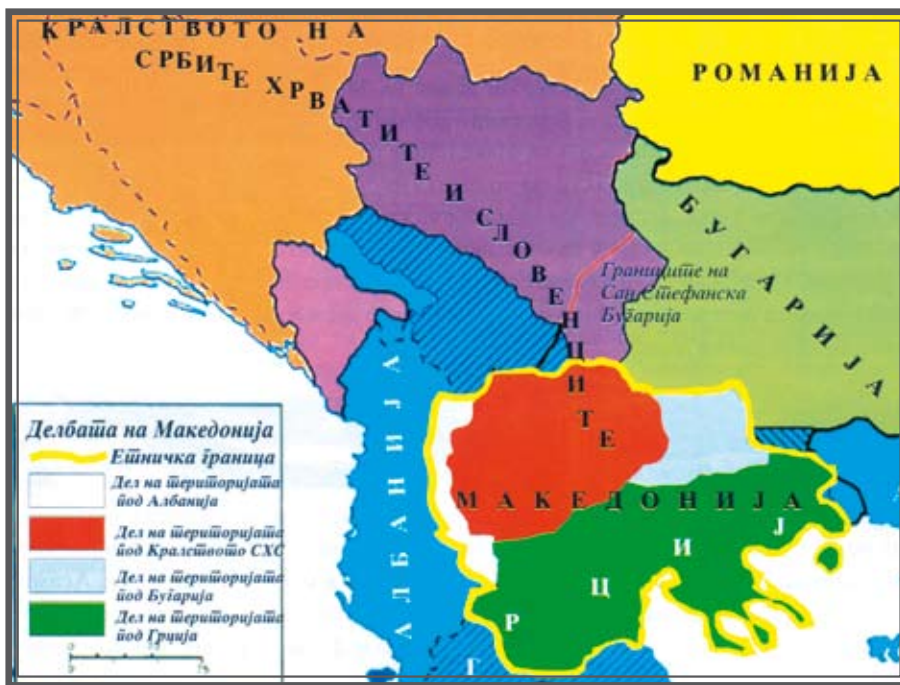 КРАЛСТВОТО НА
СРБИТЕ ХРВАТИТЕ И СЛОВЕНЦИТЕ
РОМАНИЈА
БУГАРИЈА
Границите на
Сан Стефанска
Бугарија
АЛБАНИЈА
МАКЕДОНИЈА
Г Р Ц И Ј
Делбата на Македонија
Етничка граница
Дел на територијата
под Албанија
Дел на територијата
под Кралството СХС
Дел на територијата
под Бугарија
Дел на територијата
под Грција